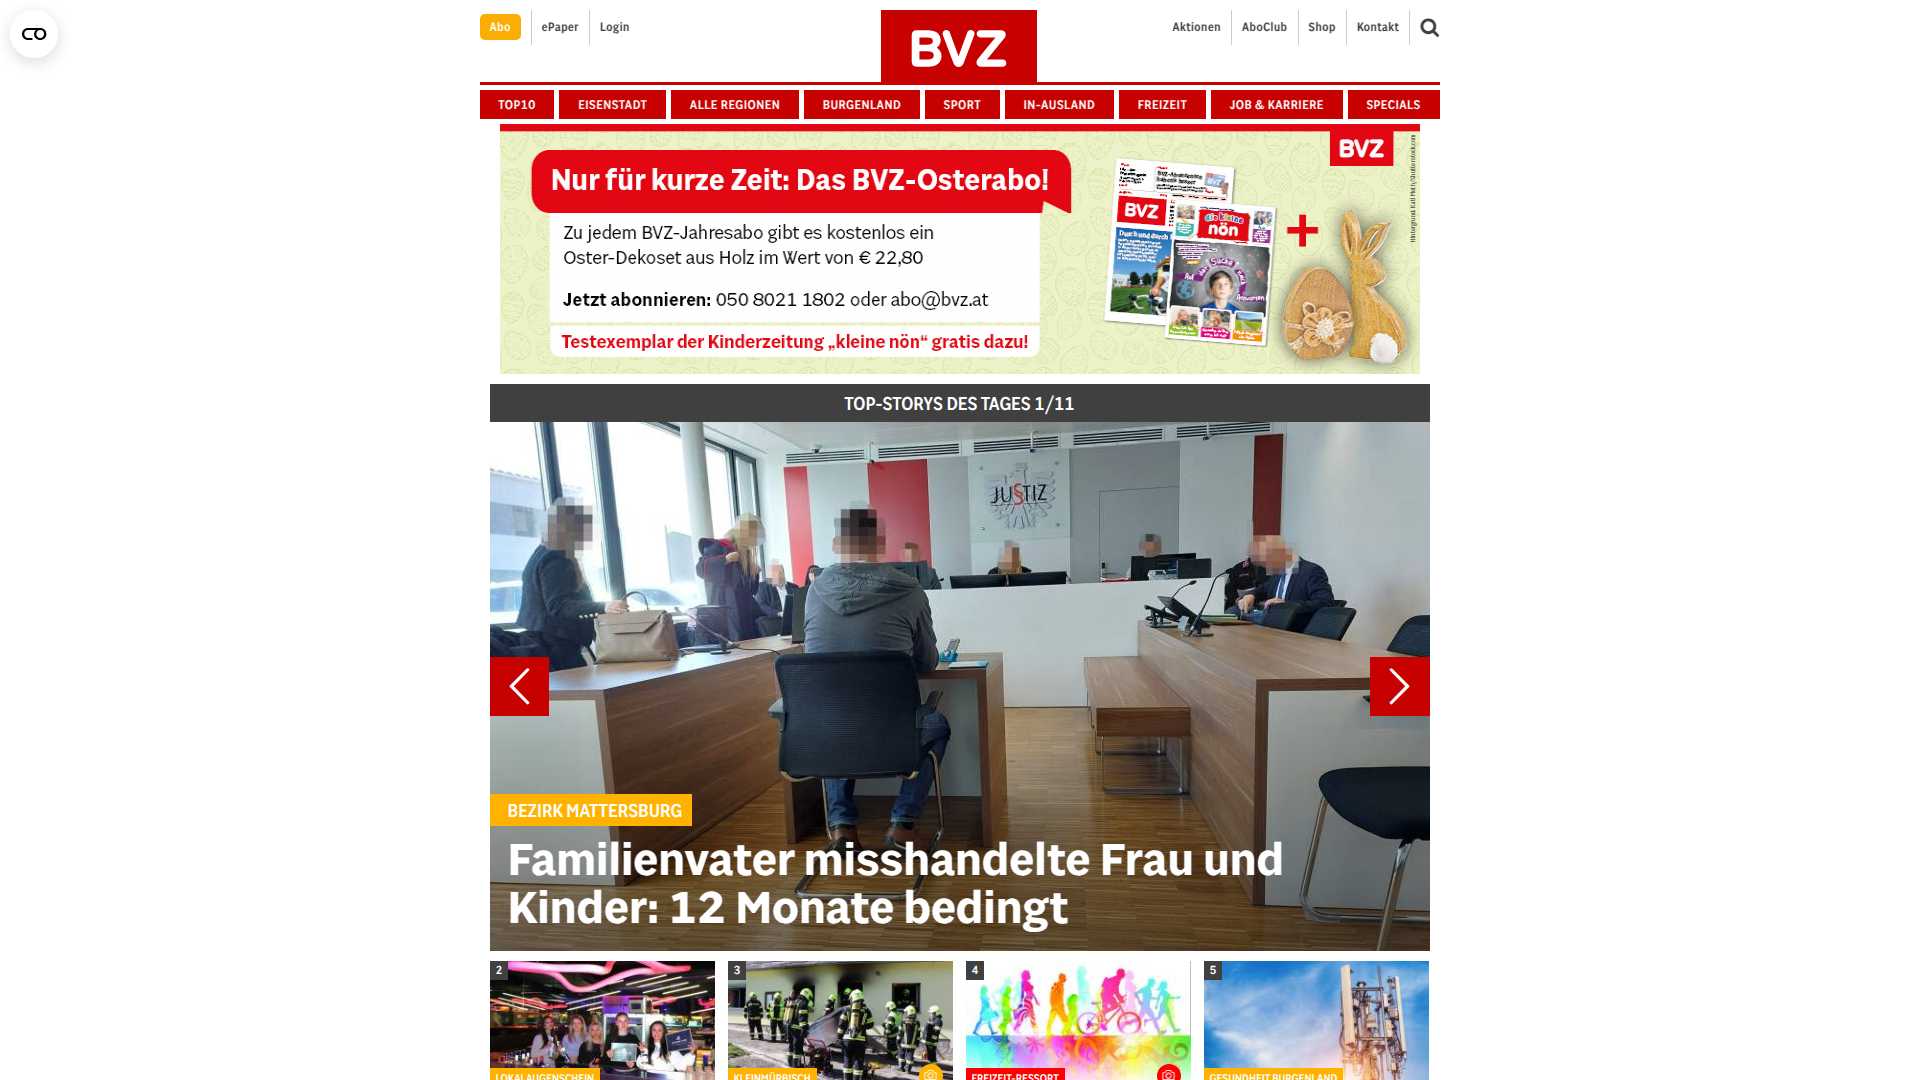 Abo
ePaper
Login
BVZ
Aktionen
AboClub
Shop
Kontakt
TOP10
EISENSTADT
ALLE REGIONEN
BURGENLAND
SPORT
IN-AUSLAND
FREIZEIT
JOB & KARRIERE
SPECIALS
Nur für kurze Zeit: Das BVZ-Osterabo!
Zu jedem BVZ-Jahresabo gibt es kostenlos ein
Oster-Dekoset aus Holz im Wert von € 22,80
Jetzt abonnieren: 050 8021 1802 oder abo@bvz.at
Testexemplar der Kinderzeitung „kleine nön“ gratis dazu!
BVZ
die kleine
nön
+
BVZ
TOP-STORYS DES TAGES 1/11
JUSTIZ
BEZIRK MATTERSBURG
Familienvater misshandelte Frau und
Kinder: 12 Monate bedingt
2
3
4
5
LOKALAUGENSCHEIN
KLEINMÜRBISCH
FREIZEIT-RESSORT
GESUNDHEIT BURGENLAND